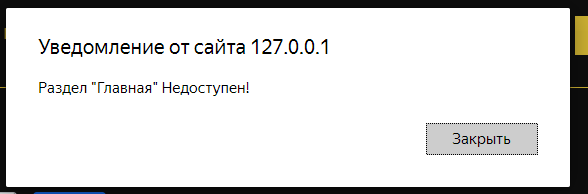 Уведомление от сайта 127.0.0.1
Раздел "Главная" Недоступен!
Закрыть